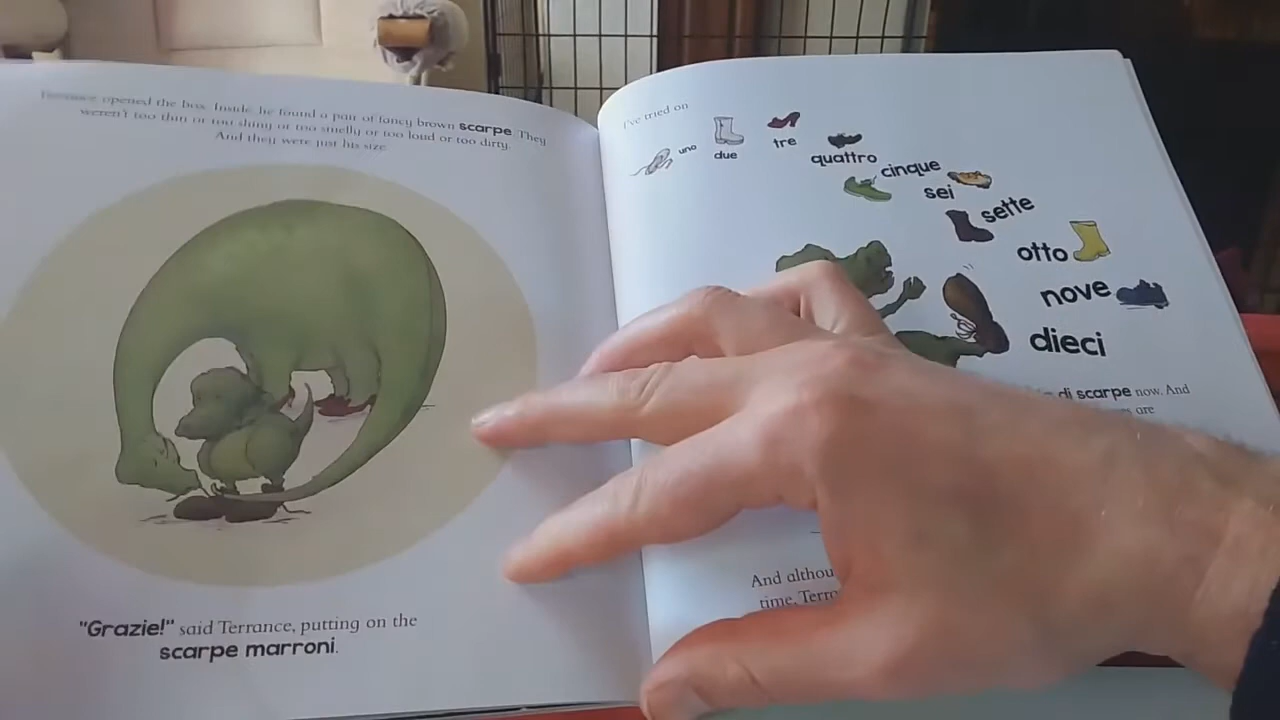 Terrance opened the box. Inside, he found a pair of fancy brown scarpe. They
weren't too thin or too shiny or too smelly or too loud or too dirty.
And they were just his size.
"Grazie!" said Terrance, putting on the
scarpe marroni.
I've tried on
uno
due
tre
quattro
cinque
sei
sette
otto
nove
dieci
di scarpe now. And
are
And althou
time, Terr